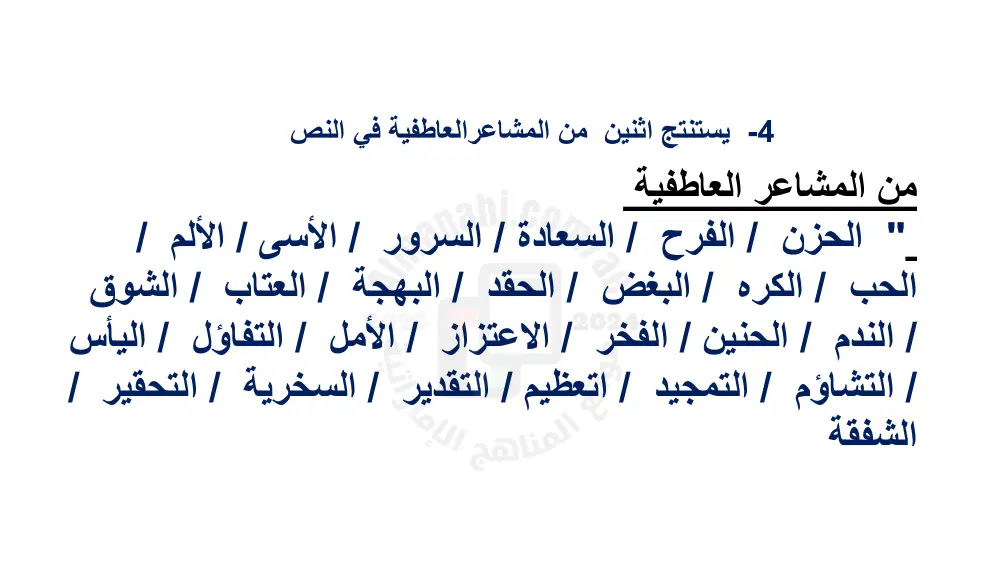 4- يستنتج اثنين من المشاعرالعاطفية في النص
من المشاعر العاطفية
" الحزن / الفرح / السعادة / السرور / الأسى / الألم /
الحب / الكره / البغض / الحقد / البهجة / العتاب / الشوق
/ الندم / الحنين / الفخر / الاعتزاز / الأمل / التفاؤل / اليأس
/ التشاؤم / التمجيد / اتعظيم / التقدير / السخرية / التحقير /
الشفقة
2024